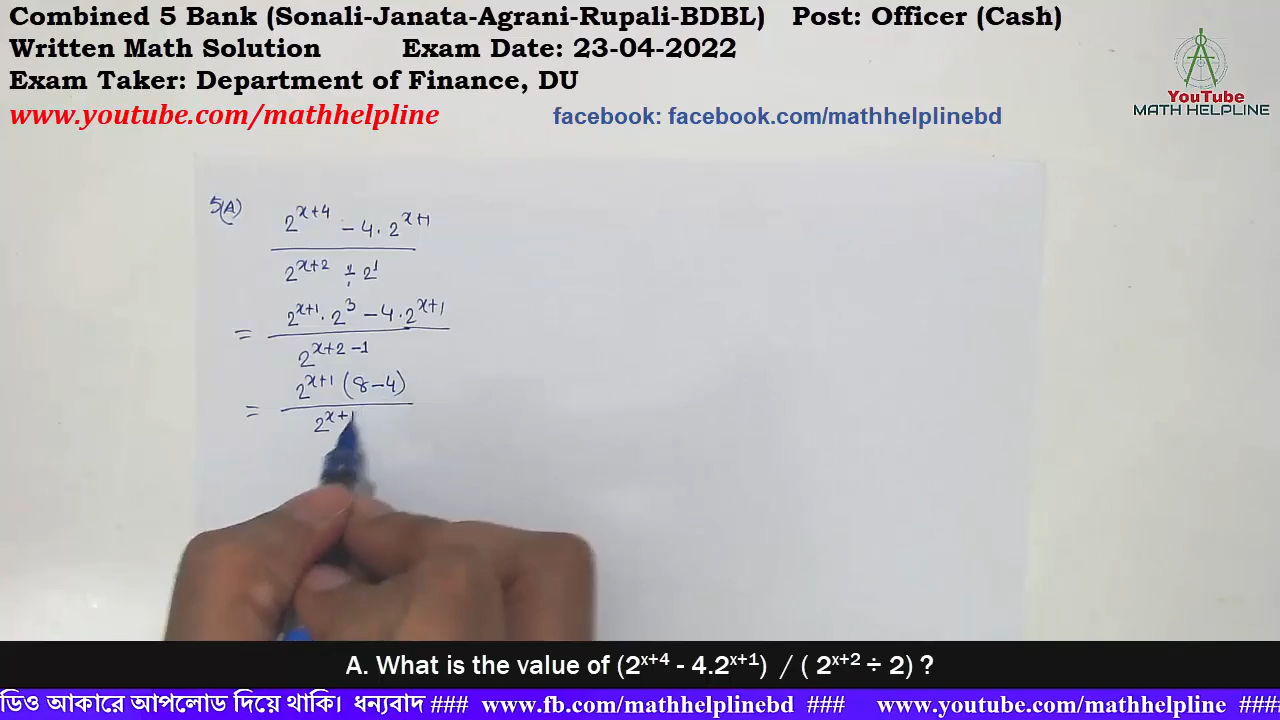 Combined 5 Bank (Sonali-Janata-Agrani-Rupali-BDBL) Post: Officer (Cash)
Written Math Solution Exam Date: 23-04-2022
Exam Taker: Department of Finance, DU
www.youtube.com/mathhelpline facebook: facebook.com/mathhelplinebd
YouTube
MATH HELPLINE
5(A)
2^{x+4} - 4 · 2^{x+1}
2^{x+2} ÷ 2^1
= 2^{x+1} · 2^3 - 4 · 2^{x+1}
2^{x+2-1}
= 2^{x+1} (8-4)
2^{x+1}
A. What is the value of (2^{x+4} - 4.2^{x+1}) / ( 2^{x+2} ÷ 2) ?
ডিও আকারে আপলোড দিয়ে থাকি। ধন্যবাদ ### www.fb.com/mathhelplinebd ### www.youtube.com/mathhelpline ####